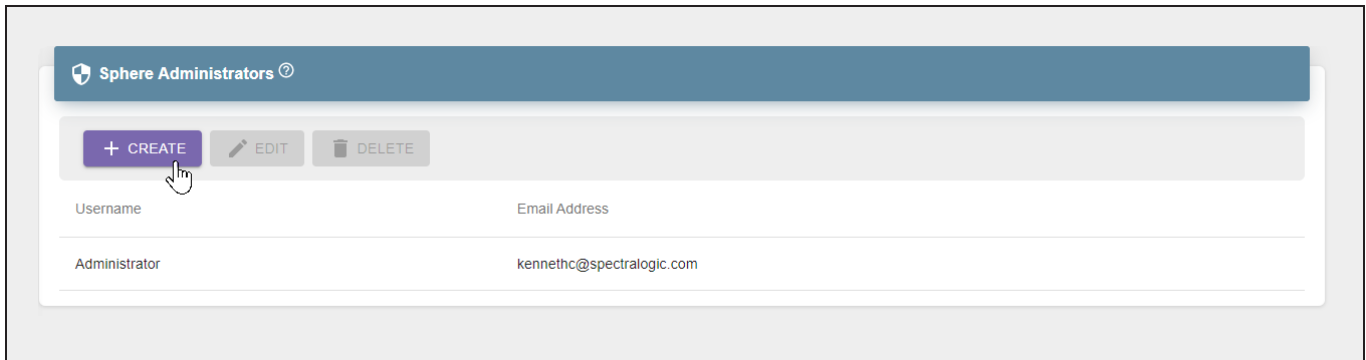 Sphere Administrators
+ CREATE EDIT DELETE
Username Email Address
Administrator kennethc@spectralogic.com